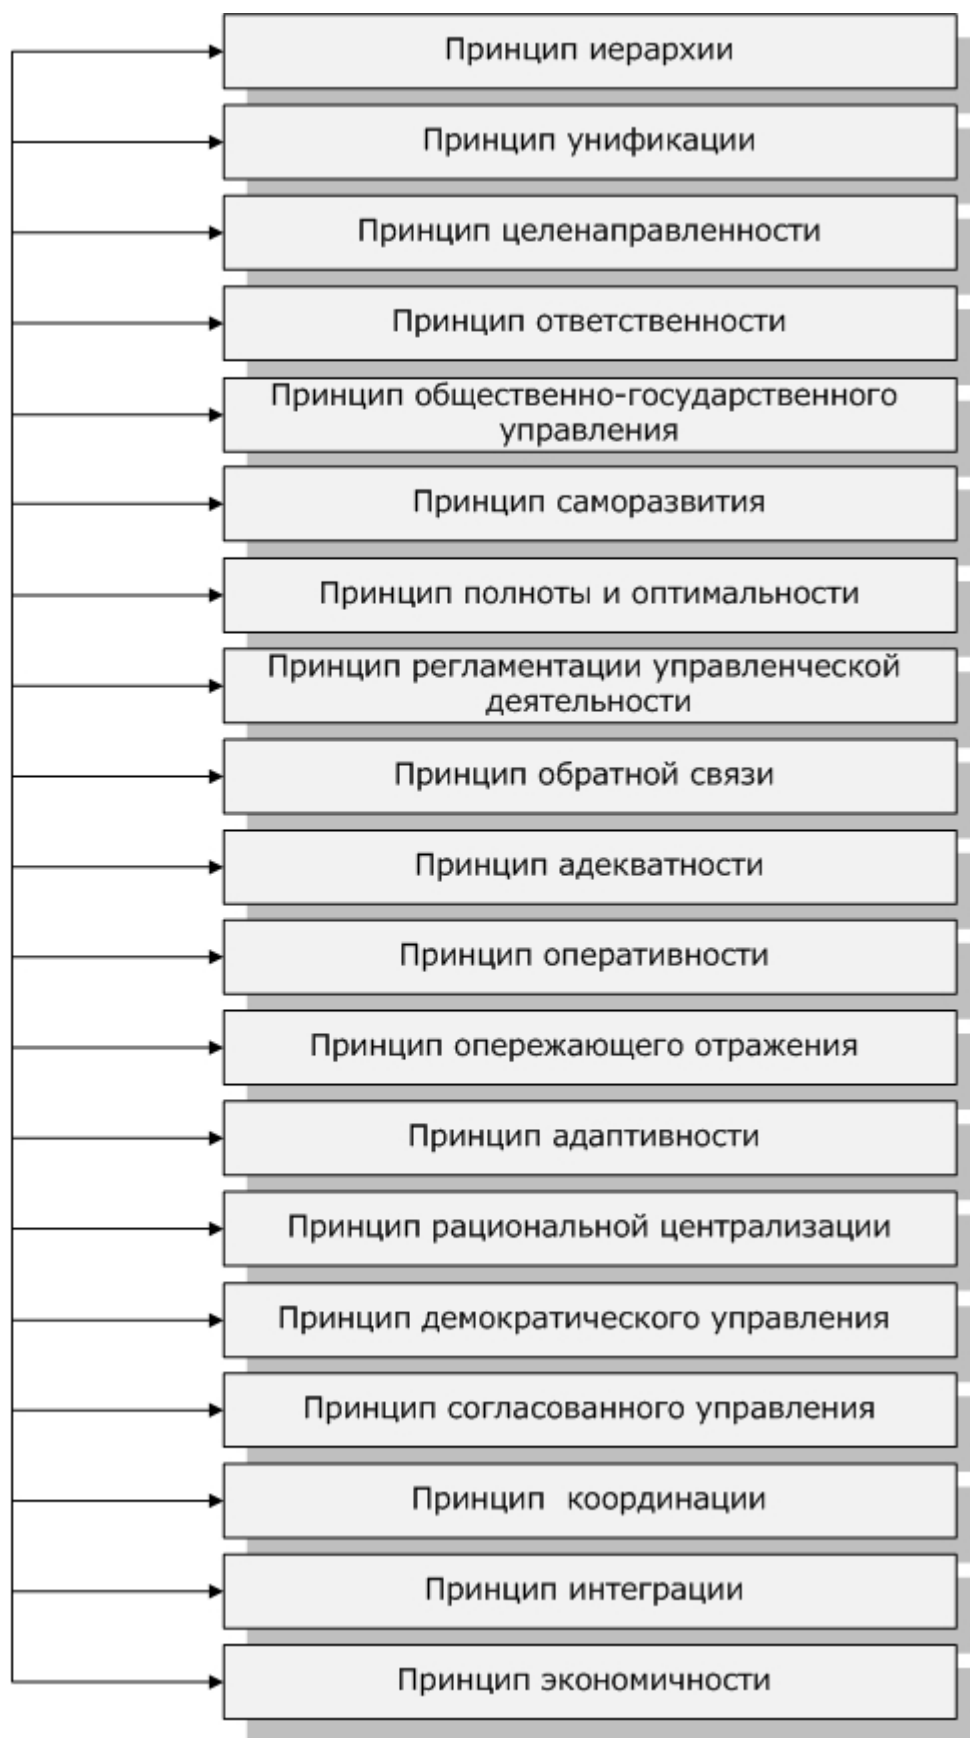 Принцип иерархии
Принцип унификации
Принцип целенаправленности
Принцип ответственности
Принцип общественно-государственного
управления
Принцип саморазвития
Принцип полноты и оптимальности
Принцип регламентации управленческой
деятельности
Принцип обратной связи
Принцип адекватности
Принцип оперативности
Принцип опережающего отражения
Принцип адаптивности
Принцип рациональной централизации
Принцип демократического управления
Принцип согласованного управления
Принцип  координации
Принцип интеграции
Принцип экономичности